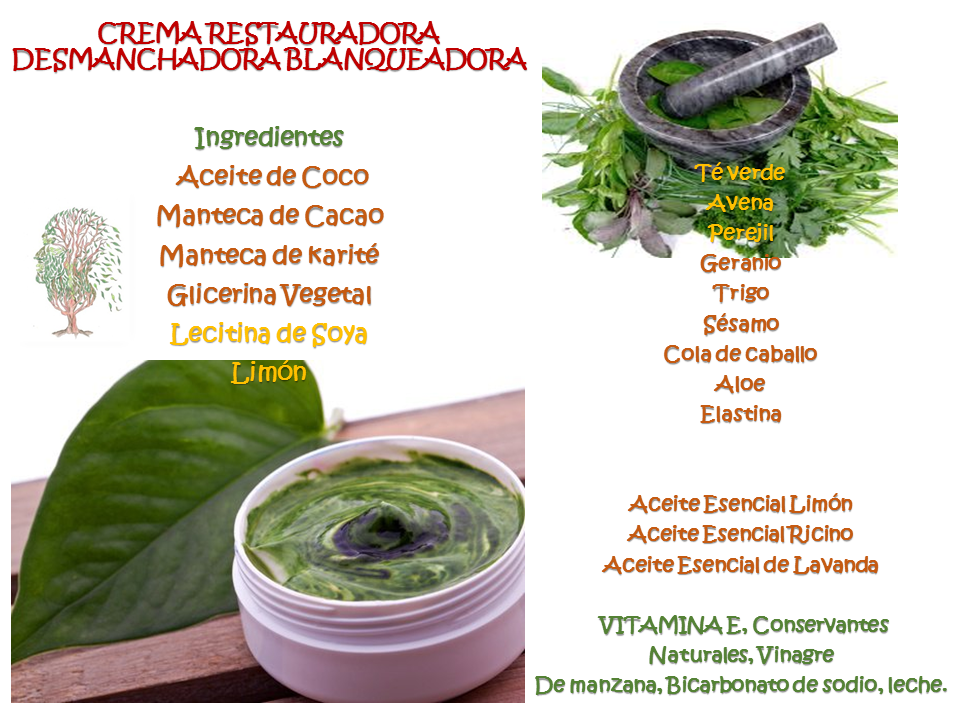 CREMA RESTAURADORA
DESMANCHADORA BLANQUEADORA
Ingredientes
Aceite de Coco
Manteca de Cacao
Manteca de karité
Glicerina Vegetal
Lecitina de Soya
Limón
Té verde
Avena
Perejil
Geranio
Trigo
Sésamo
Cola de caballo
Aloe
Elastina
Aceite Esencial Limón
Aceite Esencial Ricino
Aceite Esencial de Lavanda
VITAMINA E, Conservantes
Naturales, Vinagre
De manzana, Bicarbonato de sodio, leche.